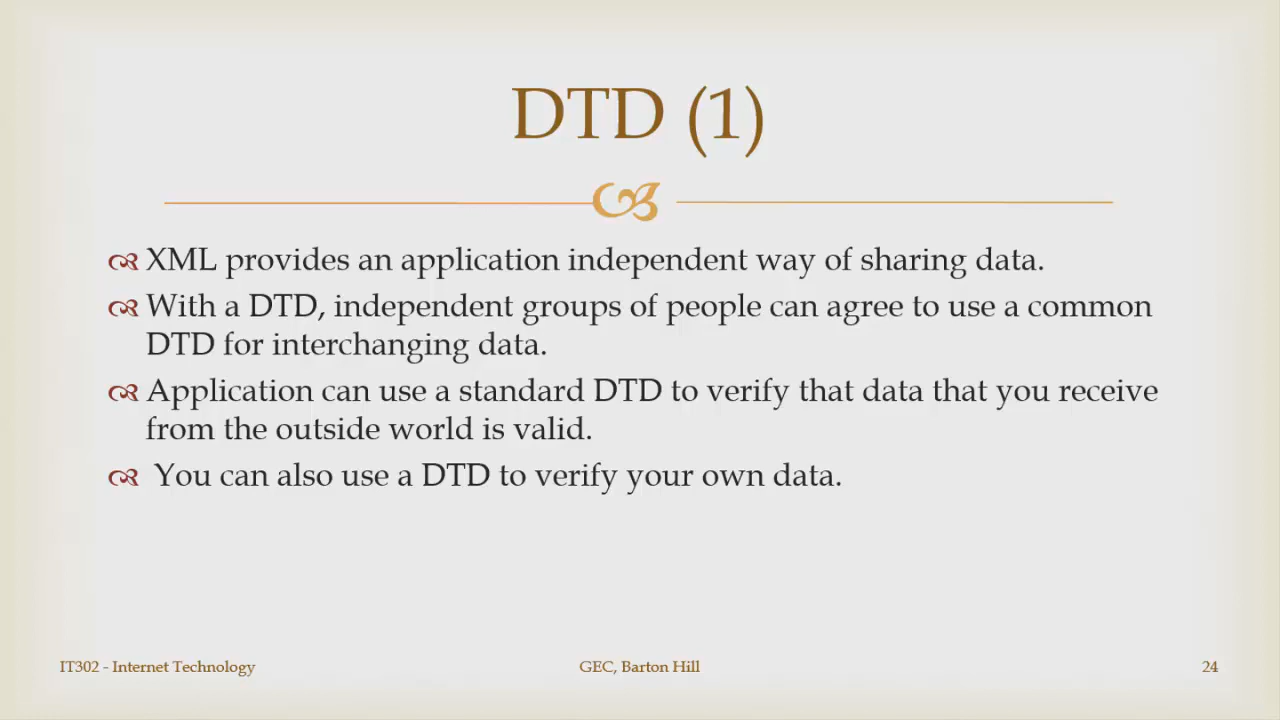 DTD (1)
XML provides an application independent way of sharing data.
With a DTD, independent groups of people can agree to use a common
DTD for interchanging data.
Application can use a standard DTD to verify that data that you receive
from the outside world is valid.
You can also use a DTD to verify your own data.
IT302 - Internet Technology
GEC, Barton Hill
24